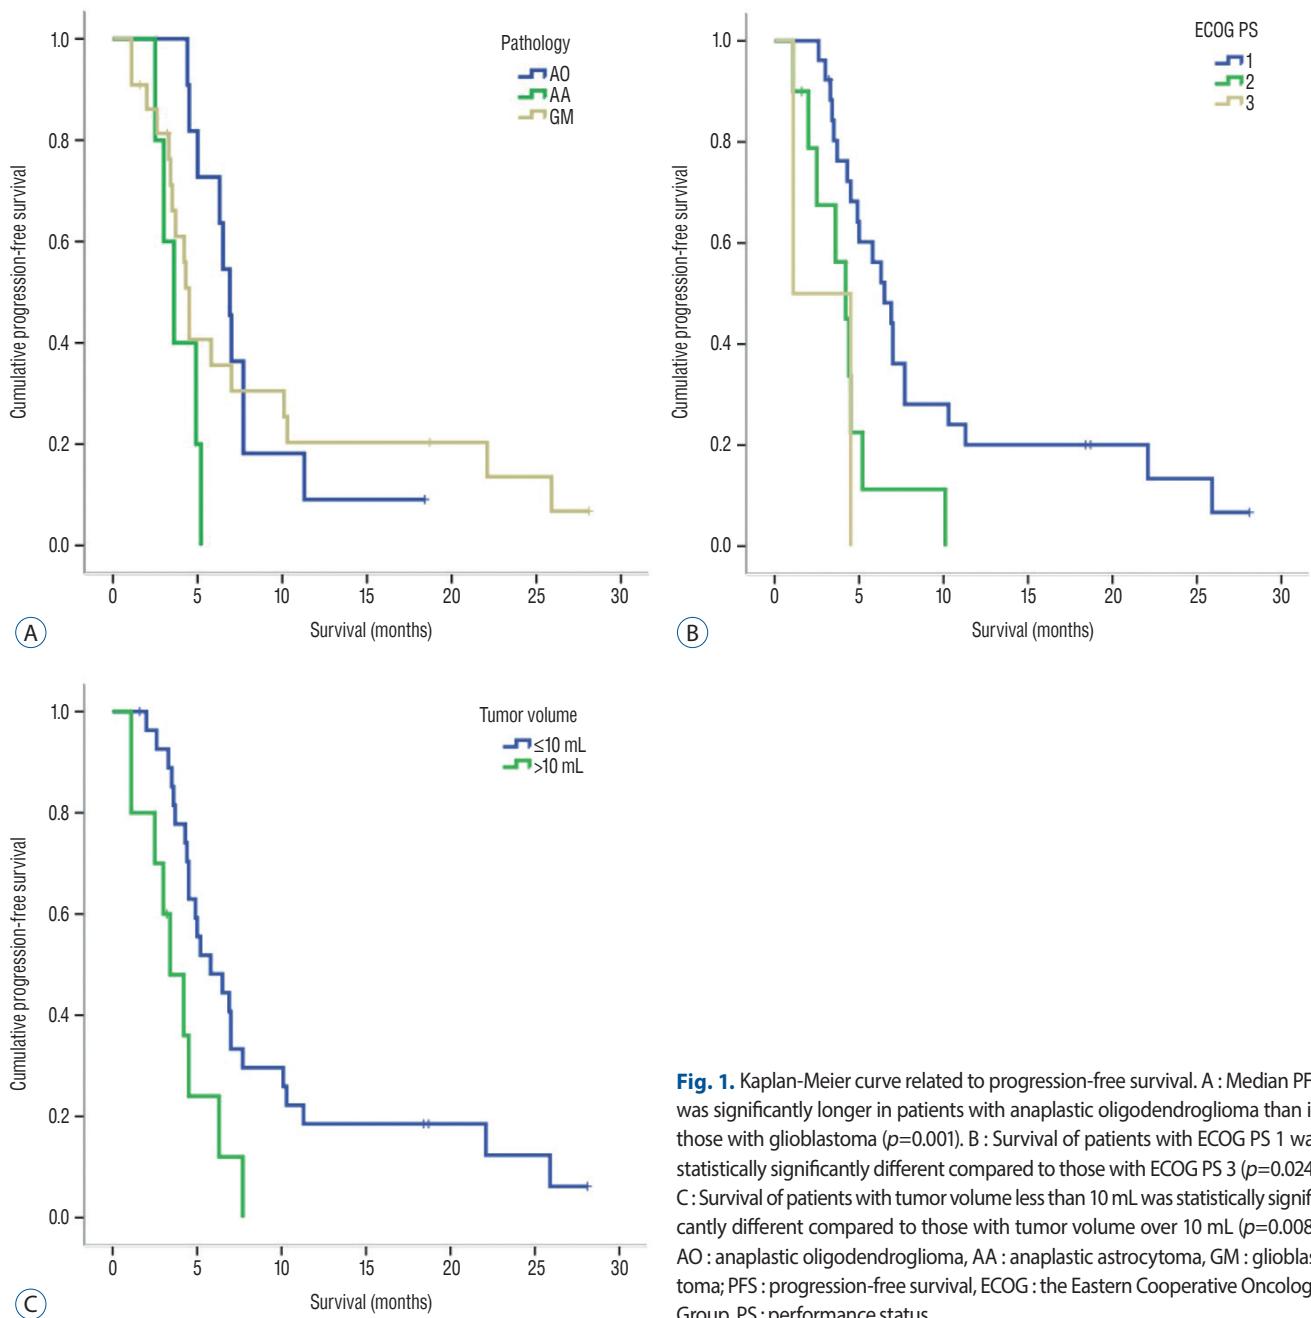 Pathology
AO
AA
GM
1.0
0.8
0.6
0.4
0.2
0.0
Cumulative progression-free survival
0 5 10 15 20 25 30
Survival (months)
A
ECOG PS
1
2
3
1.0
0.8
0.6
0.4
0.2
0.0
Cumulative progression-free survival
0 5 10 15 20 25 30
Survival (months)
B
Tumor volume
≤10 mL
>10 mL
1.0
0.8
0.6
0.4
0.2
0.0
Cumulative progression-free survival
0 5 10 15 20 25 30
Survival (months)
C
Fig. 1. Kaplan-Meier curve related to progression-free survival. A : Median PF
was significantly longer in patients with anaplastic oligodendroglioma than i
those with glioblastoma (p=0.001). B : Survival of patients with ECOG PS 1 wa
statistically significantly different compared to those with ECOG PS 3 (p=0.024
C : Survival of patients with tumor volume less than 10 mL was statistically signif
cantly different compared to those with tumor volume over 10 mL (p=0.008
AO : anaplastic oligodendroglioma, AA : anaplastic astrocytoma, GM : glioblas
toma; PFS : progression-free survival, ECOG : the Eastern Cooperative Oncolog
Group, PS : performance status